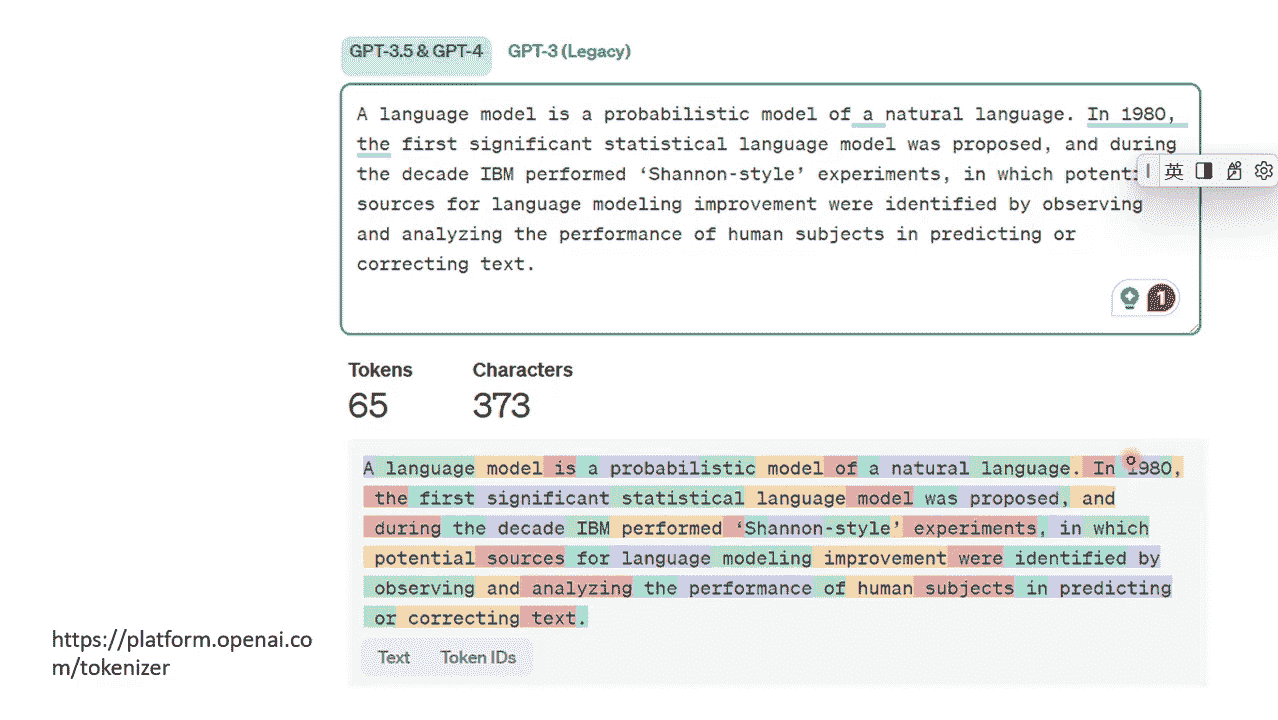 GPT-3.5 & GPT-4 GPT-3 (Legacy)
A language model is a probabilistic model of a natural language. In 1980,
the first significant statistical language model was proposed, and during
the decade IBM performed ‘Shannon-style’ experiments, in which potenti
英
sources for language modeling improvement were identified by observing
and analyzing the performance of human subjects in predicting or
correcting text.
1
Tokens Characters
65 373
A language model is a probabilistic model of a natural language. In 1980,
the first significant statistical language model was proposed, and
during the decade IBM performed ‘Shannon-style’ experiments, in which
potential sources for language modeling improvement were identified by
observing and analyzing the performance of human subjects in predicting
or correcting text.
https://platform.openai.co
m/tokenizer
Text Token IDs